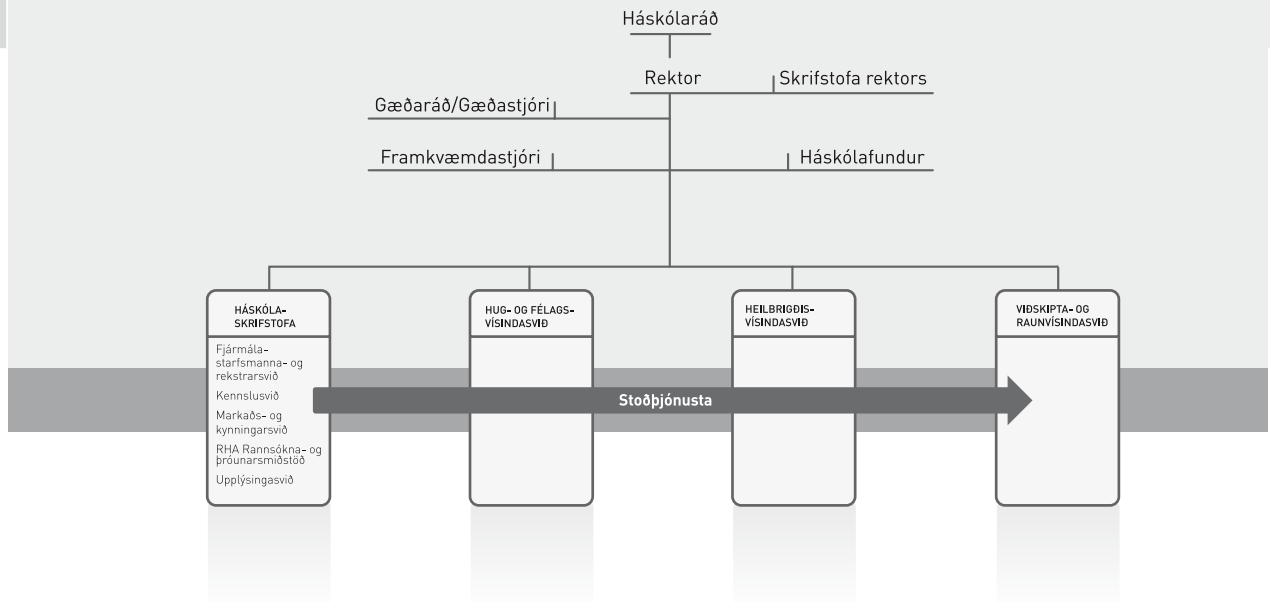 Háskólaráð
Rektor
Skrifstofa rektors
Gæðaráð/Gæðastjóri
Framkvæmdastjóri
Háskólafundur
HÁSKÓLA-
SKRIFSTOFA
Fjármála-
starfsmanna- og
rekstrarsvið
Kennslusvið
Markaðs- og
kynningarsvið
RHA Rannsókna- og
þróunarsmiðstöð
Upplýsingasvið
HUG- OG FÉLAGS-
VÍSINDASVIÐ
HEILBRIGÐIS-
VÍSINDASVIÐ
VIÐSKIPTA- OG
RAUNVÍSINDASVIÐ
Stoðþjónusta